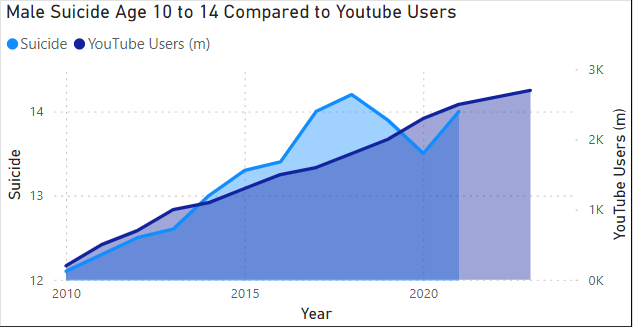 Male Suicide Age 10 to 14 Compared to Youtube Users
Suicide YouTube Users (m)
3K
14
2K
13
1K
12
0K
2010 2015 2020
Year
Suicide
YouTube Users (m)